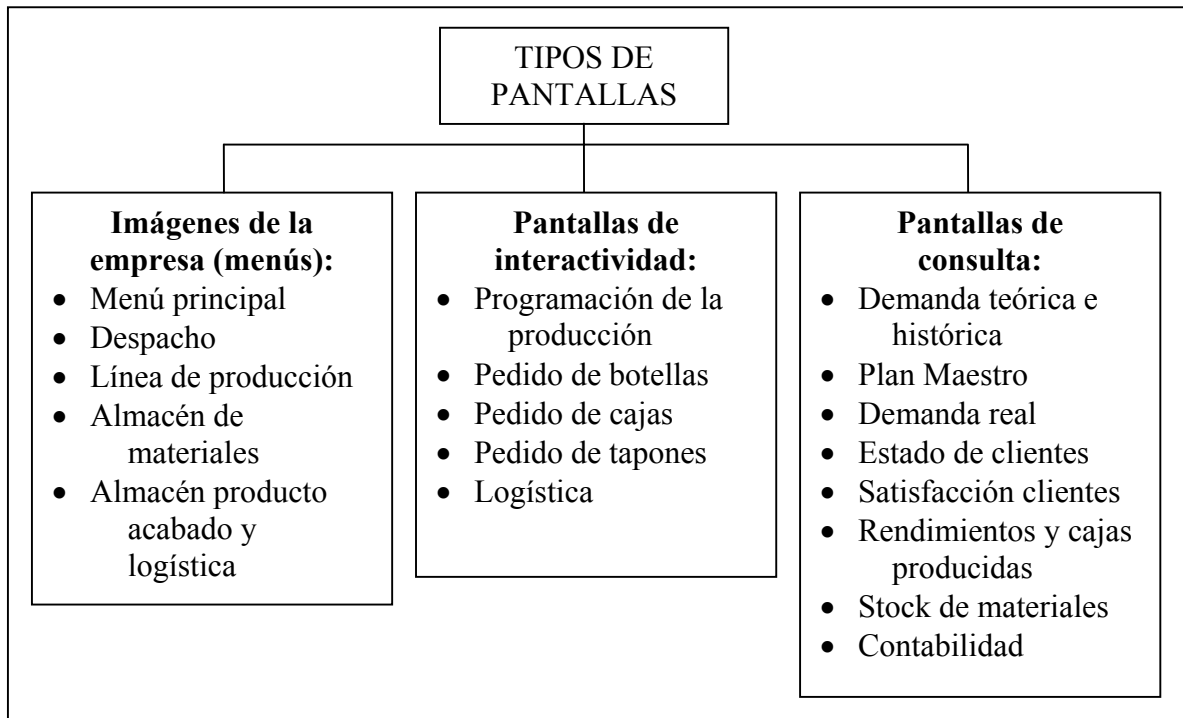 TIPOS DE
PANTALLAS
Imágenes de la
empresa (menús):
• Menú principal
• Despacho
• Línea de producción
• Almacén de
materiales
• Almacén producto
acabado y
logística
Pantallas de
interactividad:
• Programación de la
producción
• Pedido de botellas
• Pedido de cajas
• Pedido de tapones
• Logística
Pantallas de
consulta:
• Demanda teórica e
histórica
• Plan Maestro
• Demanda real
• Estado de clientes
• Satisfacción clientes
• Rendimientos y cajas
producidas
• Stock de materiales
• Contabilidad